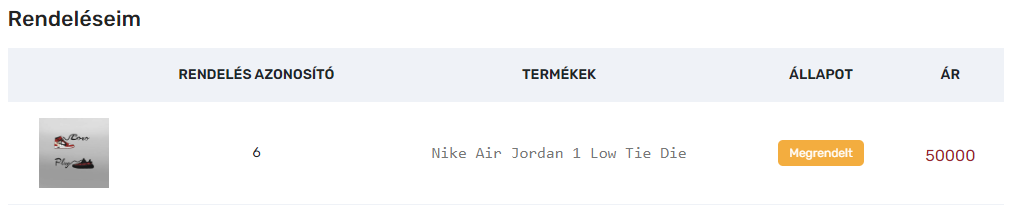 Rendeléseim
RENDELÉS AZONOSÍTÓ TERMÉKEK ÁLLAPOT ÁR
6 Nike Air Jordan 1 Low Tie Die Megrendelt 50000